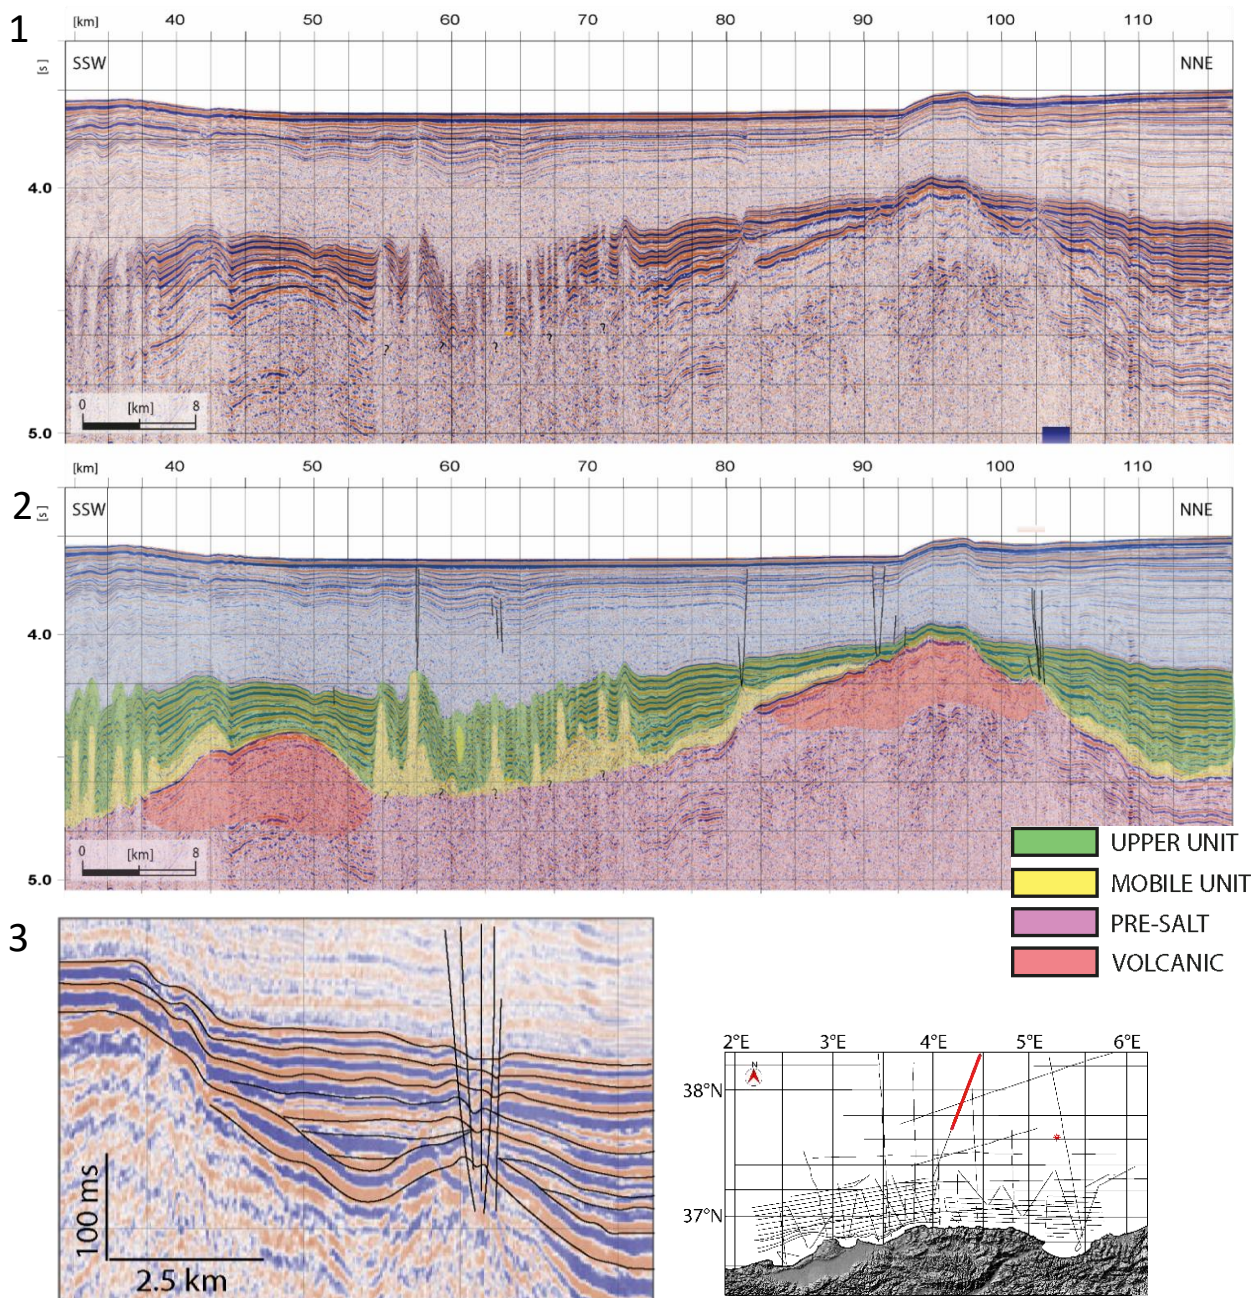 1
[km] 40 50 60 70 80 90 100 110
[s]
SSW NNE
4.0
? ? ? ? ?
0 [km] 8
5.0
[km] 40 50 60 70 80 90 100 110
2
[s]
SSW NNE
4.0
? ? ? ? ?
0 [km] 8
5.0
UPPER UNIT
MOBILE UNIT
PRE-SALT
VOLCANIC
3
100 ms
2.5 km
2° 3° 4° 5° 6°
N
38°N
37°N